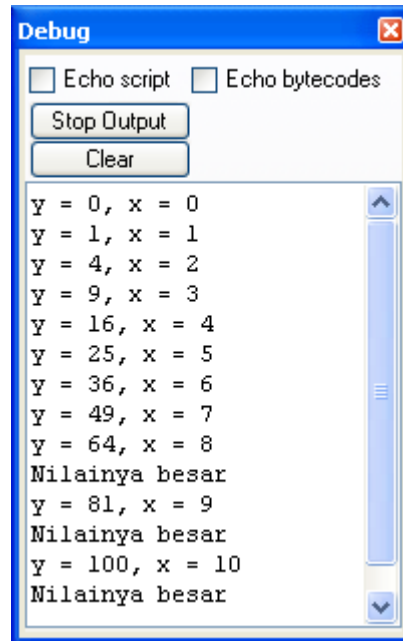 Debug
Echo script Echo bytecodes
Stop Output
Clear
y = 0, x = 0
y = 1, x = 1
y = 4, x = 2
y = 9, x = 3
y = 16, x = 4
y = 25, x = 5
y = 36, x = 6
y = 49, x = 7
y = 64, x = 8
Nilainya besar
y = 81, x = 9
Nilainya besar
y = 100, x = 10
Nilainya besar